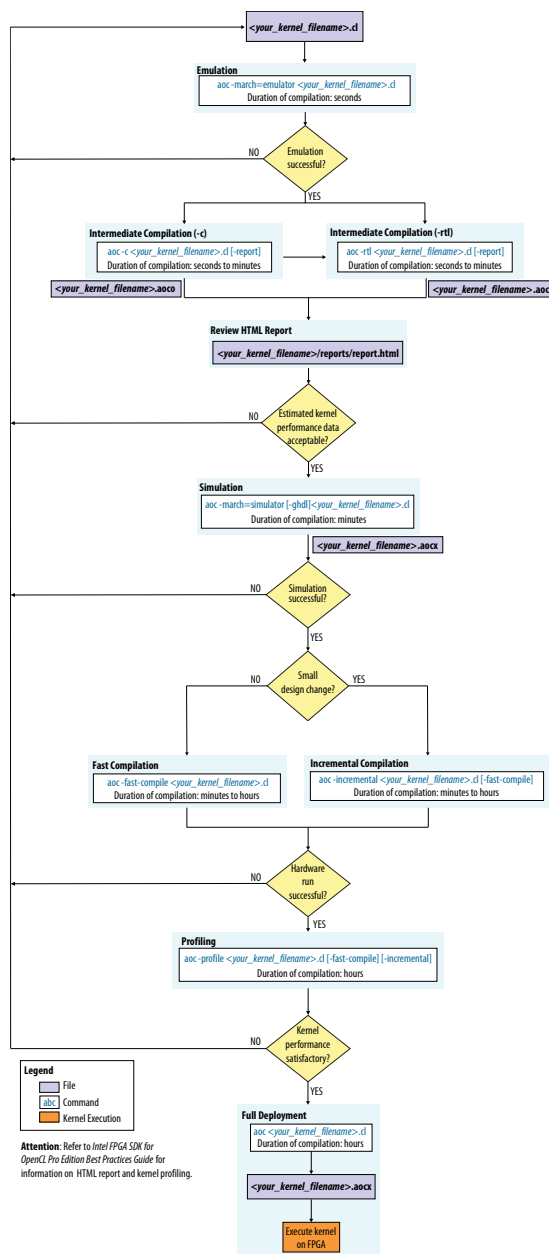 <your_kernel_filename>.cl
Emulation
aoc -march=emulator <your_kernel_filename>.cl
Duration of compilation: seconds
Emulation
successful?
NO
YES
Intermediate Compilation (-c)
aoc -c <your_kernel_filename>.cl [-report]
Duration of compilation: seconds to minutes
<your_kernel_filename>.aoco
Intermediate Compilation (-rtl)
aoc -rtl <your_kernel_filename>.cl [-report]
Duration of compilation: seconds to minutes
<your_kernel_filename>.aoc
Review HTML Report
<your_kernel_filename>/reports/report.html
NO
Estimated kernel
performance data
acceptable?
YES
Simulation
aoc -march=simulator [-ghdl]<your_kernel_filename>.cl
Duration of compilation: minutes
<your_kernel_filename>.aocx
NO
Simulation
successful?
YES
NO
Small
design change?
YES
Fast Compilation
aoc -fast-compile <your_kernel_filename>.cl
Duration of compilation: minutes to hours
Incremental Compilation
aoc -incremental <your_kernel_filename>.cl [-fast-compile]
Duration of compilation: minutes to hours
NO
Hardware
run
successful?
YES
Profiling
aoc -profile <your_kernel_filename>.cl [-fast-compile] [-incremental]
Duration of compilation: hours
NO
Kernel
performance
satisfactory?
YES
Legend
File
abc Command
Kernel Execution
Attention: Refer to Intel FPGA SDK for
OpenCL Pro Edition Best Practices Guide for
information on HTML report and kernel profiling.
Full Deployment
aoc <your_kernel_filename>.cl
Duration of compilation: hours
<your_kernel_filename>.aocx
Execute kernel
on FPGA